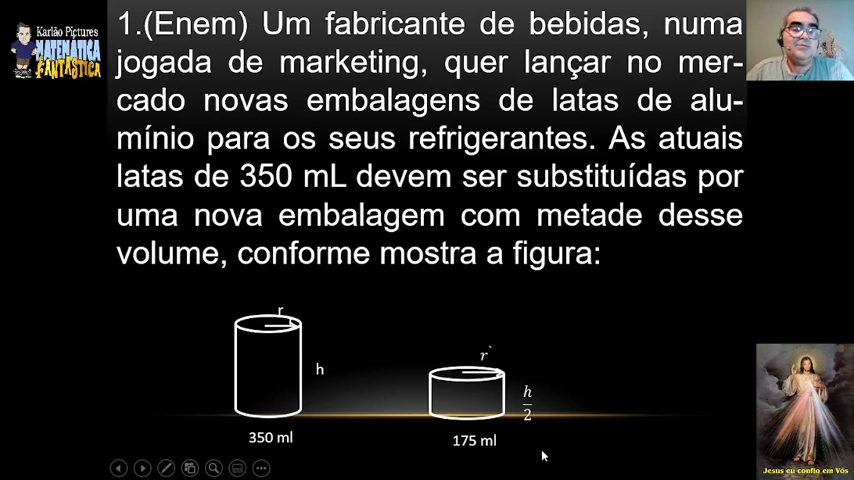 Karlão Pictures
MATEMÁTICA
FANTÁSTICA
1.(Enem) Um fabricante de bebidas, numa
jogada de marketing, quer lançar no mer-
cado novas embalagens de latas de alu-
mínio para os seus refrigerantes. As atuais
latas de 350 mL devem ser substituídas por
uma nova embalagem com metade desse
volume, conforme mostra a figura:
r
h
350 ml
r`
h
2
175 ml
Jesus eu confio em Vós